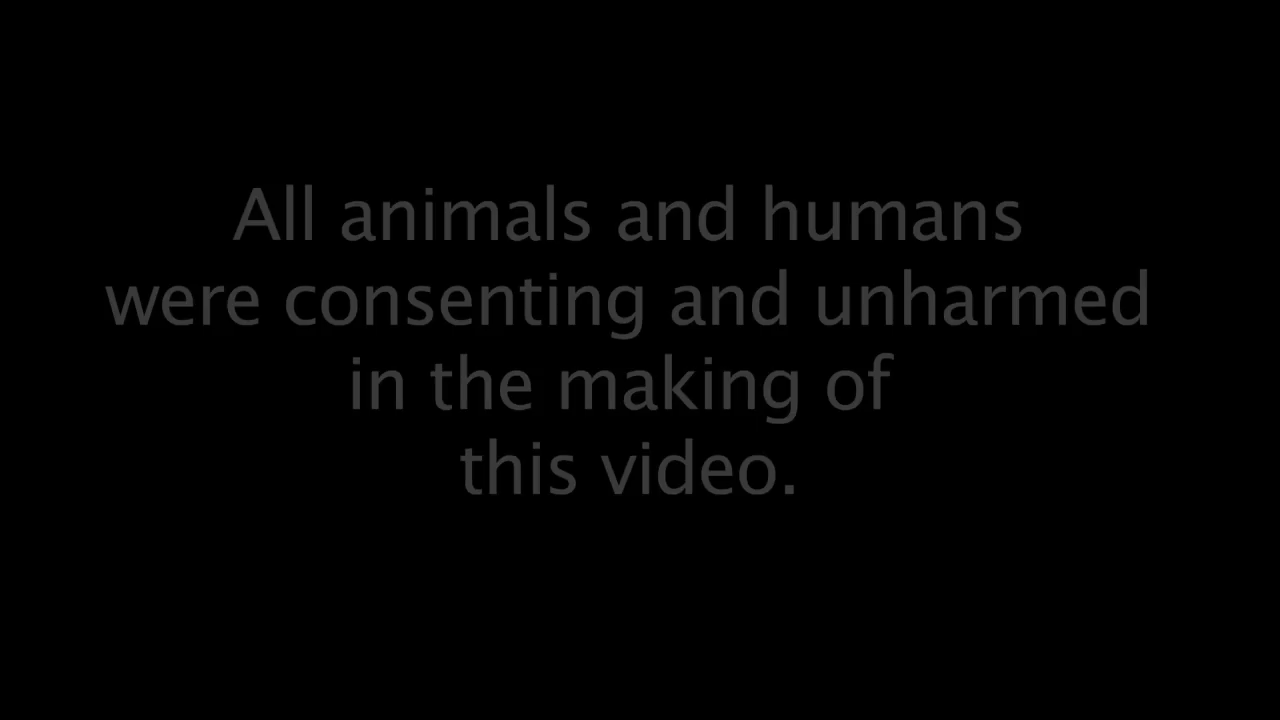 All animals and humans
were consenting and unharmed
in the making of
this video.